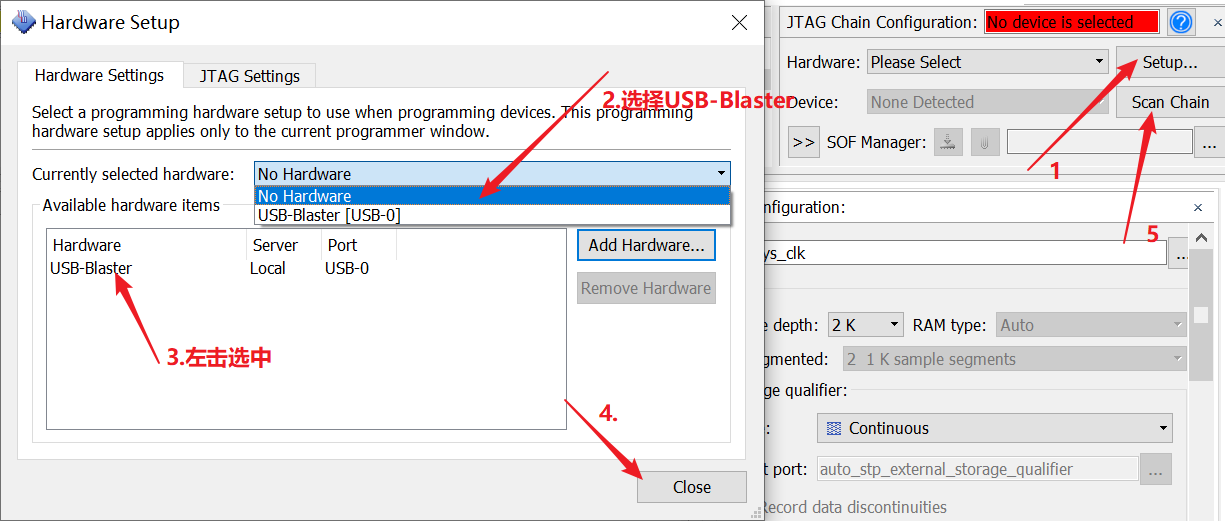 Hardware Setup
Hardware Settings
JTAG Settings
Select a programming hardware setup to use when programming devices. This programming
hardware setup applies only to the current programmer window.
2.选择USB-Blaster
Currently selected hardware:
No Hardware
No Hardware
USB-Blaster [USB-0]
Available hardware items
Hardware
Server
Port
USB-Blaster
Local
USB-0
Add Hardware...
Remove Hardware
3.左击选中
4.
Close
JTAG Chain Configuration:
No device is selected
Hardware:
Please Select
Setup...
Device:
None Detected
Scan Chain
>>
SOF Manager:
...
1
5
nfiguration:
ys_clk
...
e depth:
2 K
RAM type:
Auto
gmented:
2 1 K sample segments
ge qualifier:
Continuous
t port:
auto_stp_external_storage_qualifier
...
Record data discontinuities